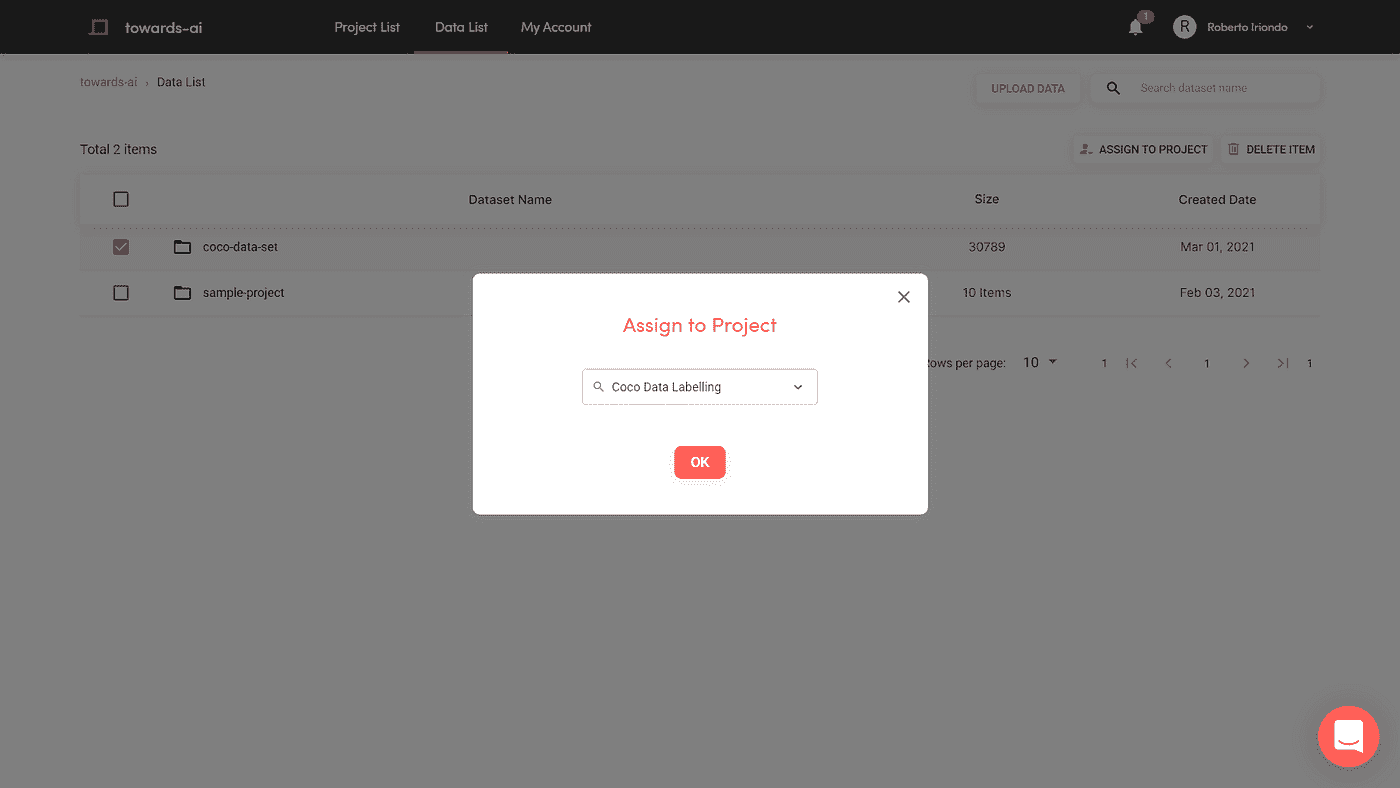 towards-ai Project List Data List My Account 1 R Roberto Iriondo
towards-ai › Data List
UPLOAD DATA Search dataset name
Total 2 items ASSIGN TO PROJECT DELETE ITEM
Dataset Name Size Created Date
coco-data-set 30789 Mar 01, 2021
sample-project 10 Items Feb 03, 2021
Assign to Project
rows per page: 10 1 1 1
Coco Data Labelling
OK